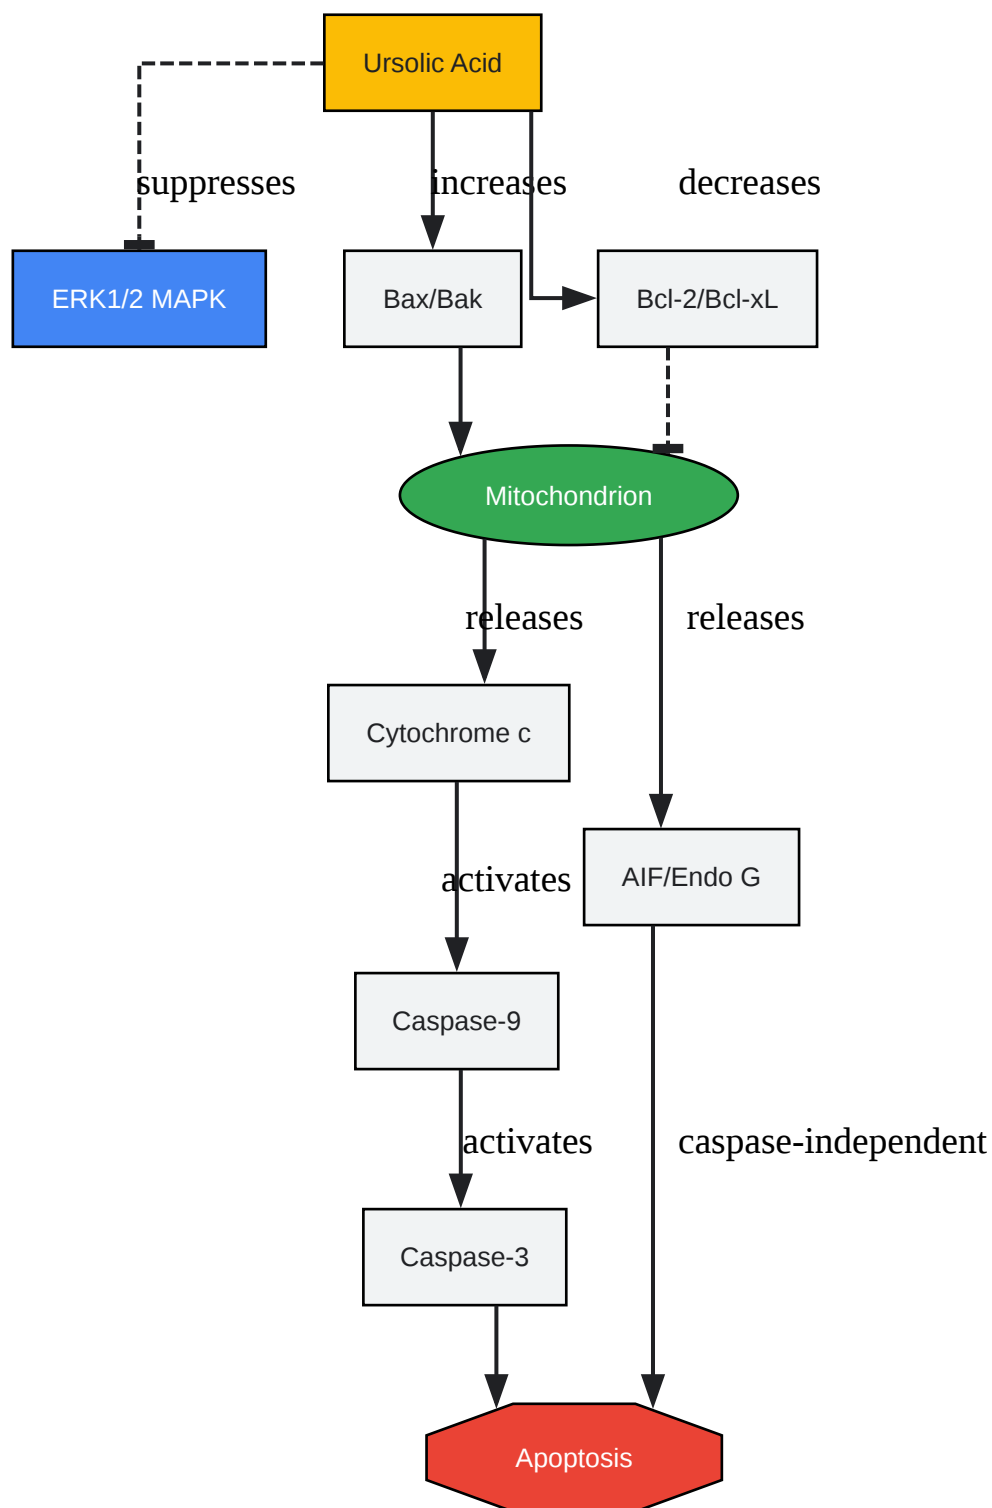 Ursolic Acid
suppresses
increases
decreases
ERK1/2 MAPK
Bax/Bak
Bcl-2/Bcl-xL
Mitochondrion
releases
releases
Cytochrome c
activates
AIF/Endo G
Caspase-9
activates
caspase-independent
Caspase-3
Apoptosis